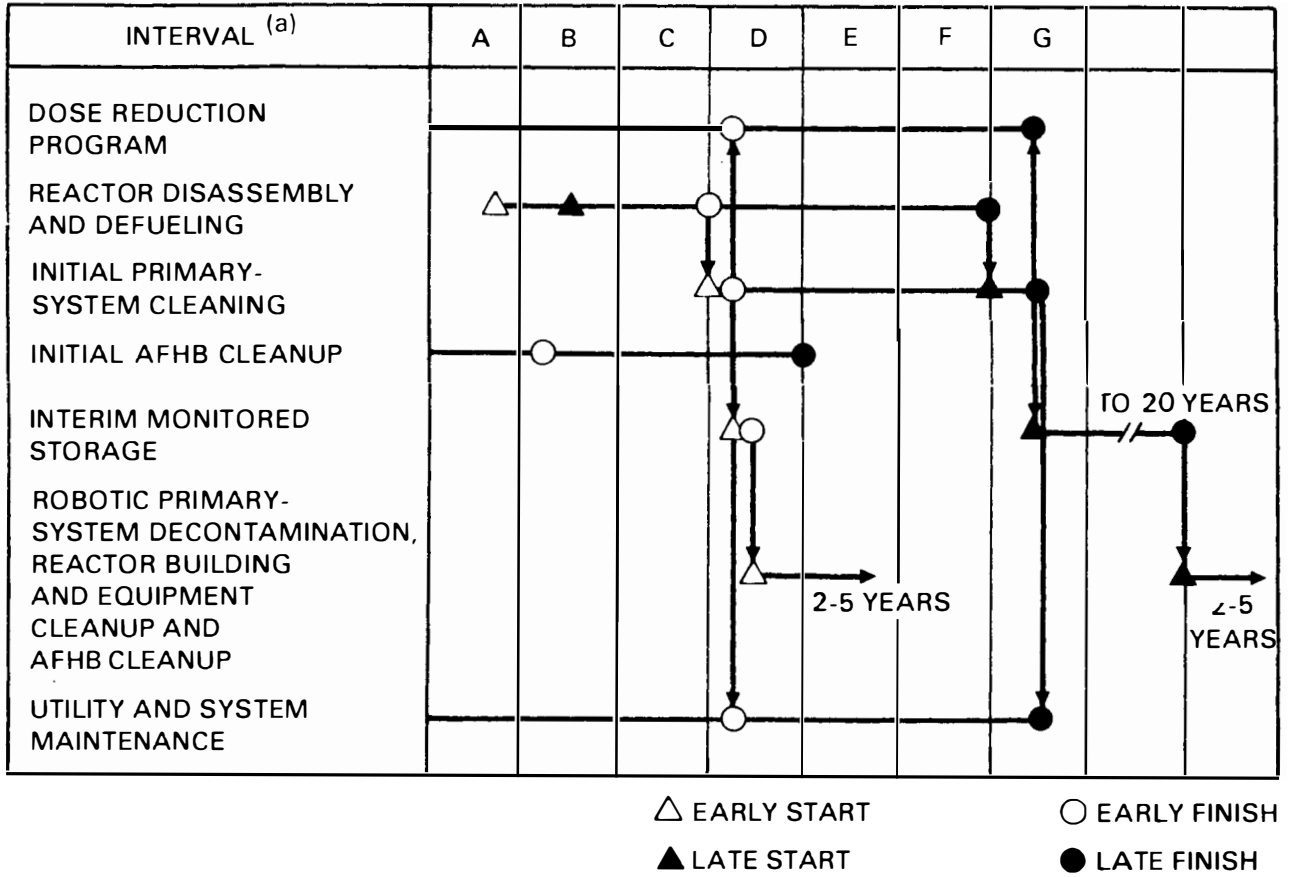 INTERVAL (a) A B C D E F G
DOSE REDUCTION
PROGRAM
REACTOR DISASSEMBLY
AND DEFUELING
INITIAL PRIMARY-
SYSTEM CLEANING
INITIAL AFHB CLEANUP
INTERIM MONITORED
STORAGE
TO 20 YEARS
ROBOTIC PRIMARY-
SYSTEM DECONTAMINATION,
REACTOR BUILDING
AND EQUIPMENT
CLEANUP AND
AFHB CLEANUP
2-5 YEARS
2-5
YEARS
UTILITY AND SYSTEM
MAINTENANCE
EARLY START
EARLY FINISH
LATE START
LATE FINISH